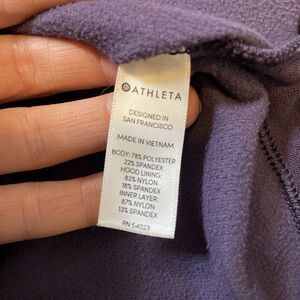 ATHLETA
DESIGNED IN
SAN FRANCISCO
MADE IN VIETNAM
BODY: 78% POLYESTER
22% SPANDEX
HOOD LINING:
82% NYLON
18% SPANDEX
INNER LAYER:
87% NYLON
13% SPANDEX
RN 54023